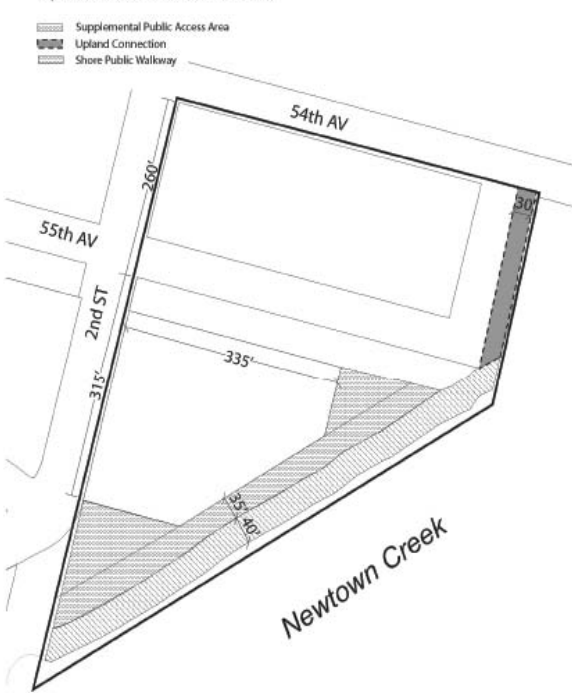 Supplemental Public Access Area
Upland Connection
Shore Public Walkway
54th AV
260'
30'
55th AV
2nd ST
335'
315'
35'
40'
Newtown Creek